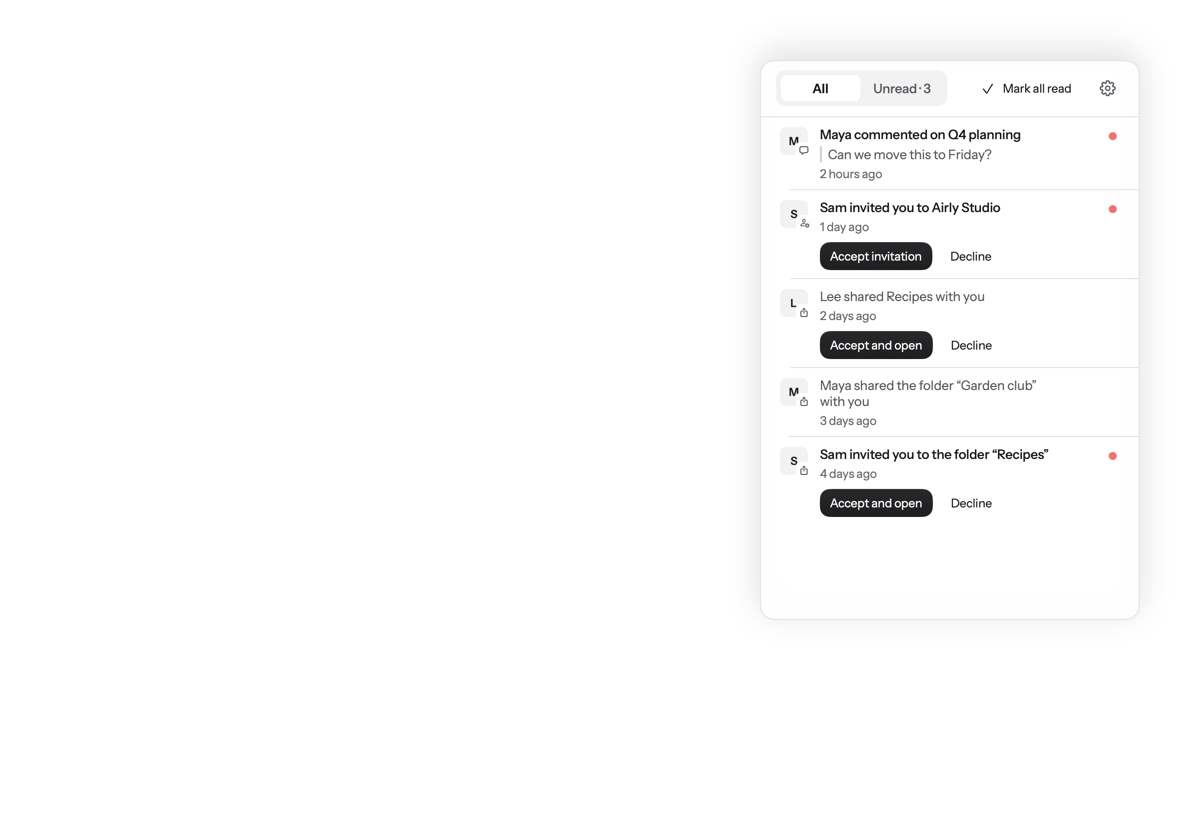 All
Unread · 3
Mark all read
M
Maya commented on Q4 planning
Can we move this to Friday?
2 hours ago
S
Sam invited you to Airly Studio
1 day ago
Accept invitation
Decline
L
Lee shared Recipes with you
2 days ago
Accept and open
Decline
M
Maya shared the folder “Garden club”
with you
3 days ago
S
Sam invited you to the folder “Recipes”
4 days ago
Accept and open
Decline